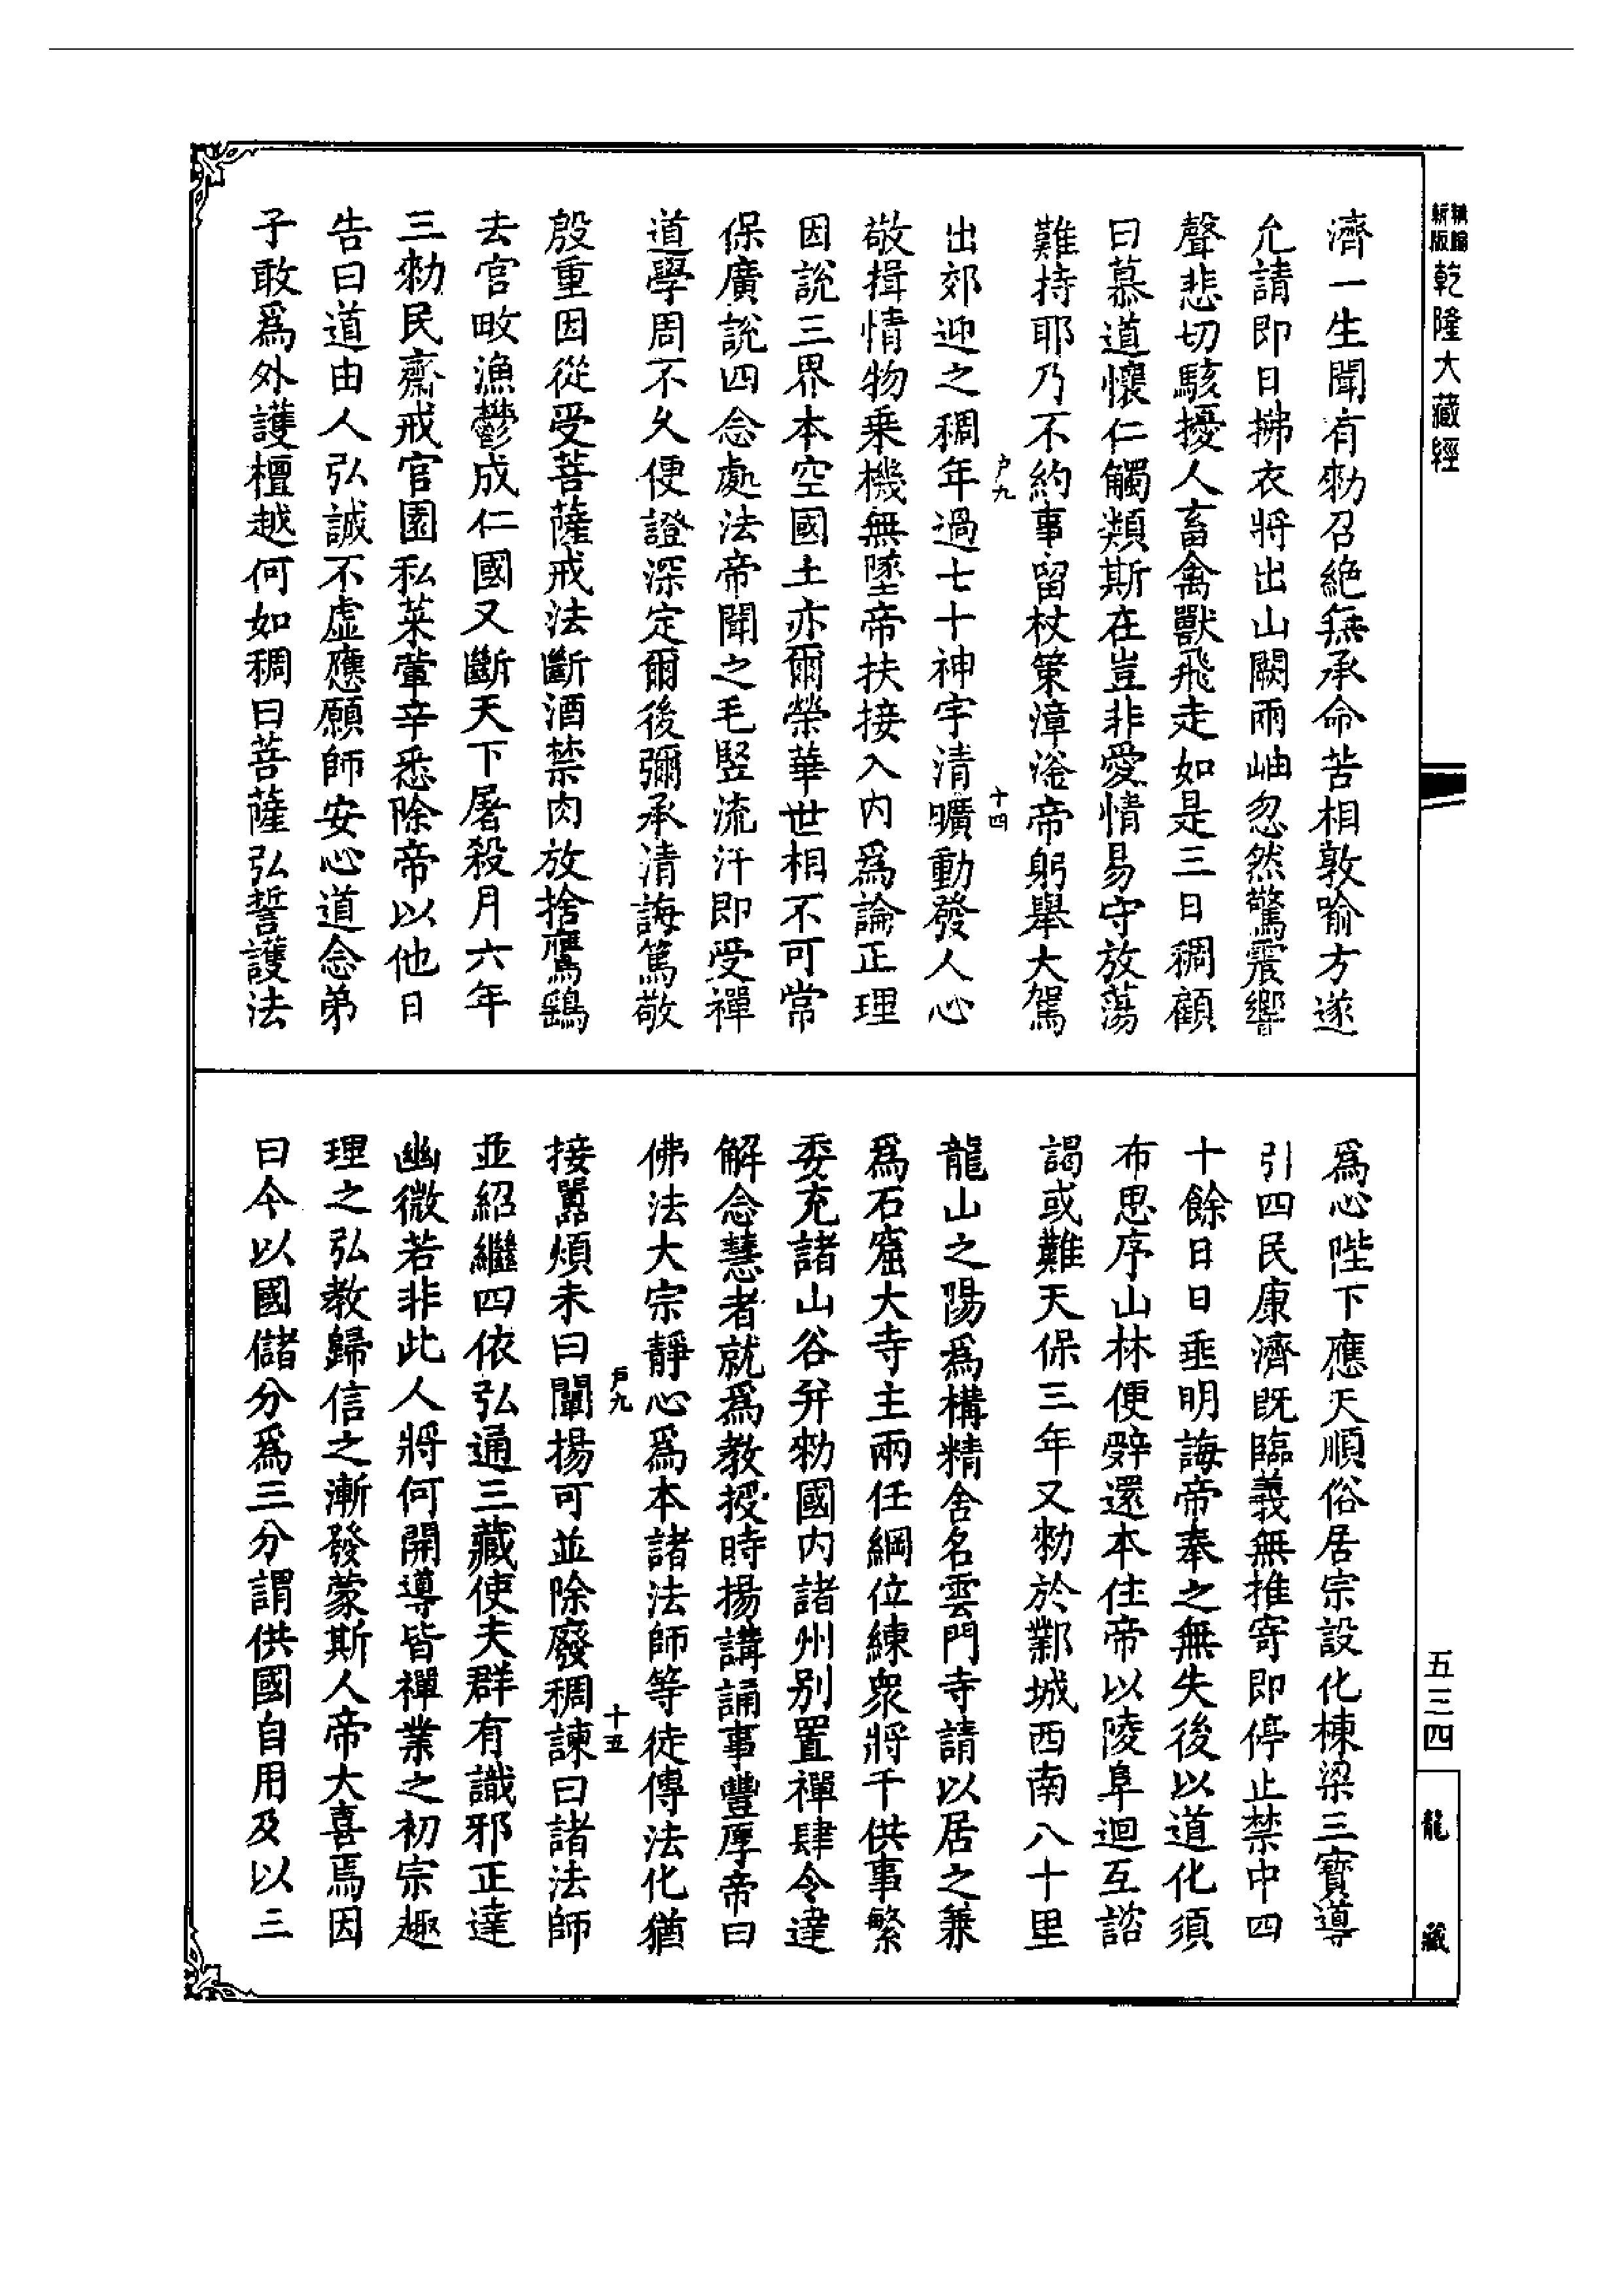 新版
輯編
乾隆大藏經
濟一生聞有勑召絶無承命苦相敦喻方遂
允請即日拂衣將出山闕兩岫忽然驚震響
聲悲切駭擾人畜禽獸飛走如是三日稠顧
曰慕道懷仁觸類斯在豈非愛情易守放蕩
難持耶乃不約事留杖策漳滏帝躬舉大駕
户九
十四
出郊迎之稠年過七十神宇清曠動發人心
敬揖情物乗機無墜帝扶接入内爲論正理
因說三界本空國土亦爾榮華世相不可常
保廣說四念處法帝聞之毛竪流汗即受禪
道學周不久便證深定爾後彌承清誨篤敬
殷重因從受菩薩戒法斷酒禁肉放捨鷹鷂
去官畋漁鬱成仁國又斷天下屠殺月六年
三勑民齋戒官園私菜葷辛悉除帝以他日
告曰道由人弘誠不虛應願師安心道念弟
子敢爲外護檀越何如稠曰菩薩弘誓護法
爲心陛下應天順俗居宗設化棟梁三寳導
引四民康濟既臨義無推寄即停止禁中四
十餘日日垂明誨帝奉之無失後以道化須
布思序山林便辭還本住帝以陵阜迴互諮
謁或難天保三年又勑於鄴城西南八十里
龍山之陽爲構精舍名雲門寺請以居之兼
爲石窟大寺主兩任綱位練衆將千供事繁
委充諸山谷并勑國内諸州别置禪肆令達
解念慧者就爲教授時揚講誦事豐厚帝曰
佛法大宗靜心爲本諸法師等徒傳法化猶
户九
十五
接囂煩未曰闡揚可並除廢稠諫曰諸法師
並紹繼四依弘通三藏使夫群有識邪正達
幽微若非此人將何開導皆禪業之初宗趣
理之弘教歸信之漸發蒙斯人帝大喜焉因
曰今以國儲分爲三分謂供國自用及以三
五三四
龍藏